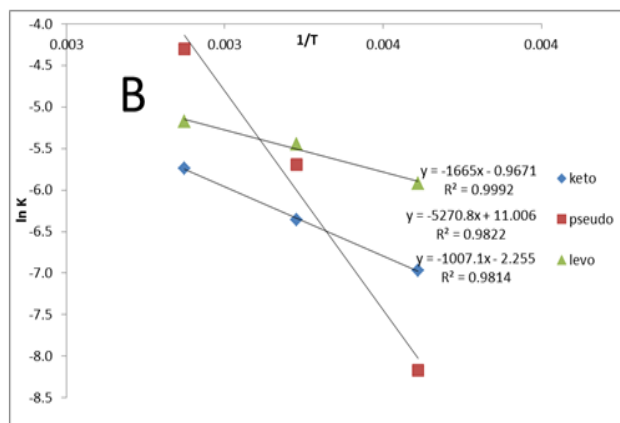 -4.0
0.003 0.003 1/T 0.004 0.004
-4.5
B
-5.0
-5.5
y = -1665x - 0.9671
R² = 0.9992
keto
-6.0
ln K
y = -5270.8x + 11.006
R² = 0.9822
pseudo
-6.5
y = -1007.1x - 2.255
R² = 0.9814
levo
-7.0
-7.5
-8.0
-8.5